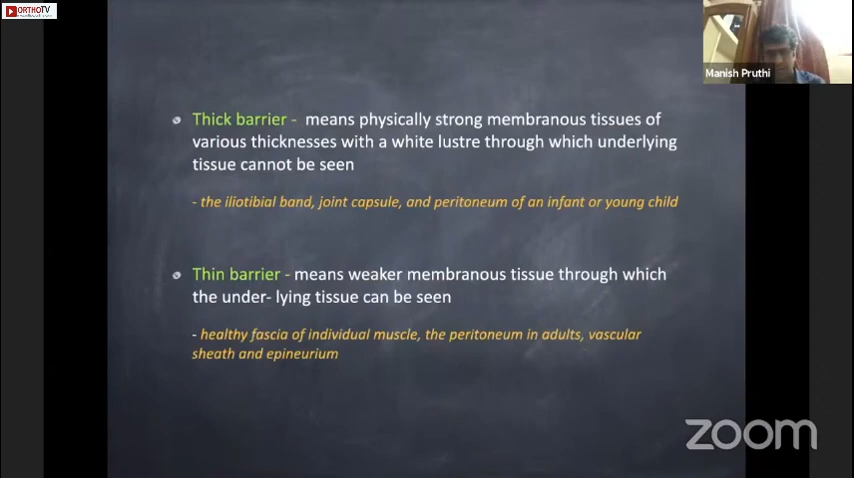 ORTHOTV
Manish Pruthi
Thick barrier - means physically strong membranous tissues of
various thicknesses with a white lustre through which underlying
tissue cannot be seen
- the iliotibial band, joint capsule, and peritoneum of an infant or young child
Thin barrier - means weaker membranous tissue through which
the under- lying tissue can be seen
- healthy fascia of individual muscle, the peritoneum in adults, vascular
sheath and epineurium
zoom